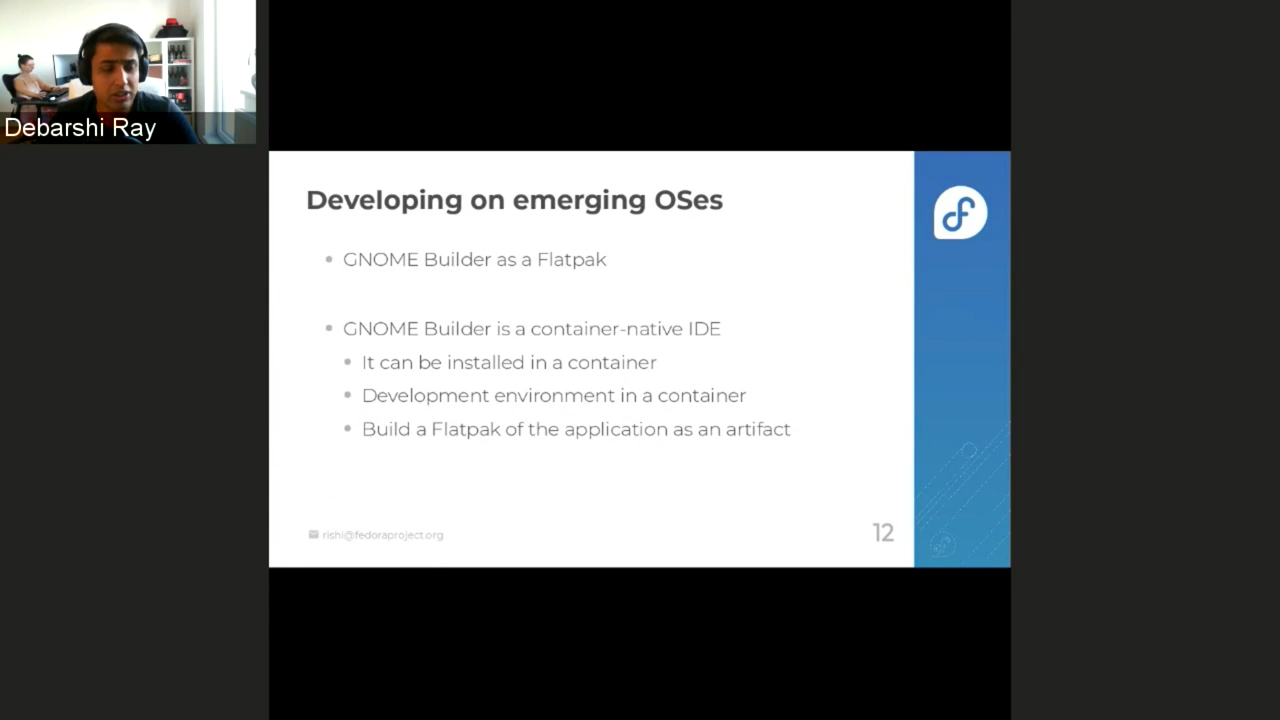 Debarshi Ray
Developing on emerging OSes
GNOME Builder as a Flatpak
GNOME Builder is a container-native IDE
It can be installed in a container
Development environment in a container
Build a Flatpak of the application as an artifact
rishi@fedoraproject.org
12